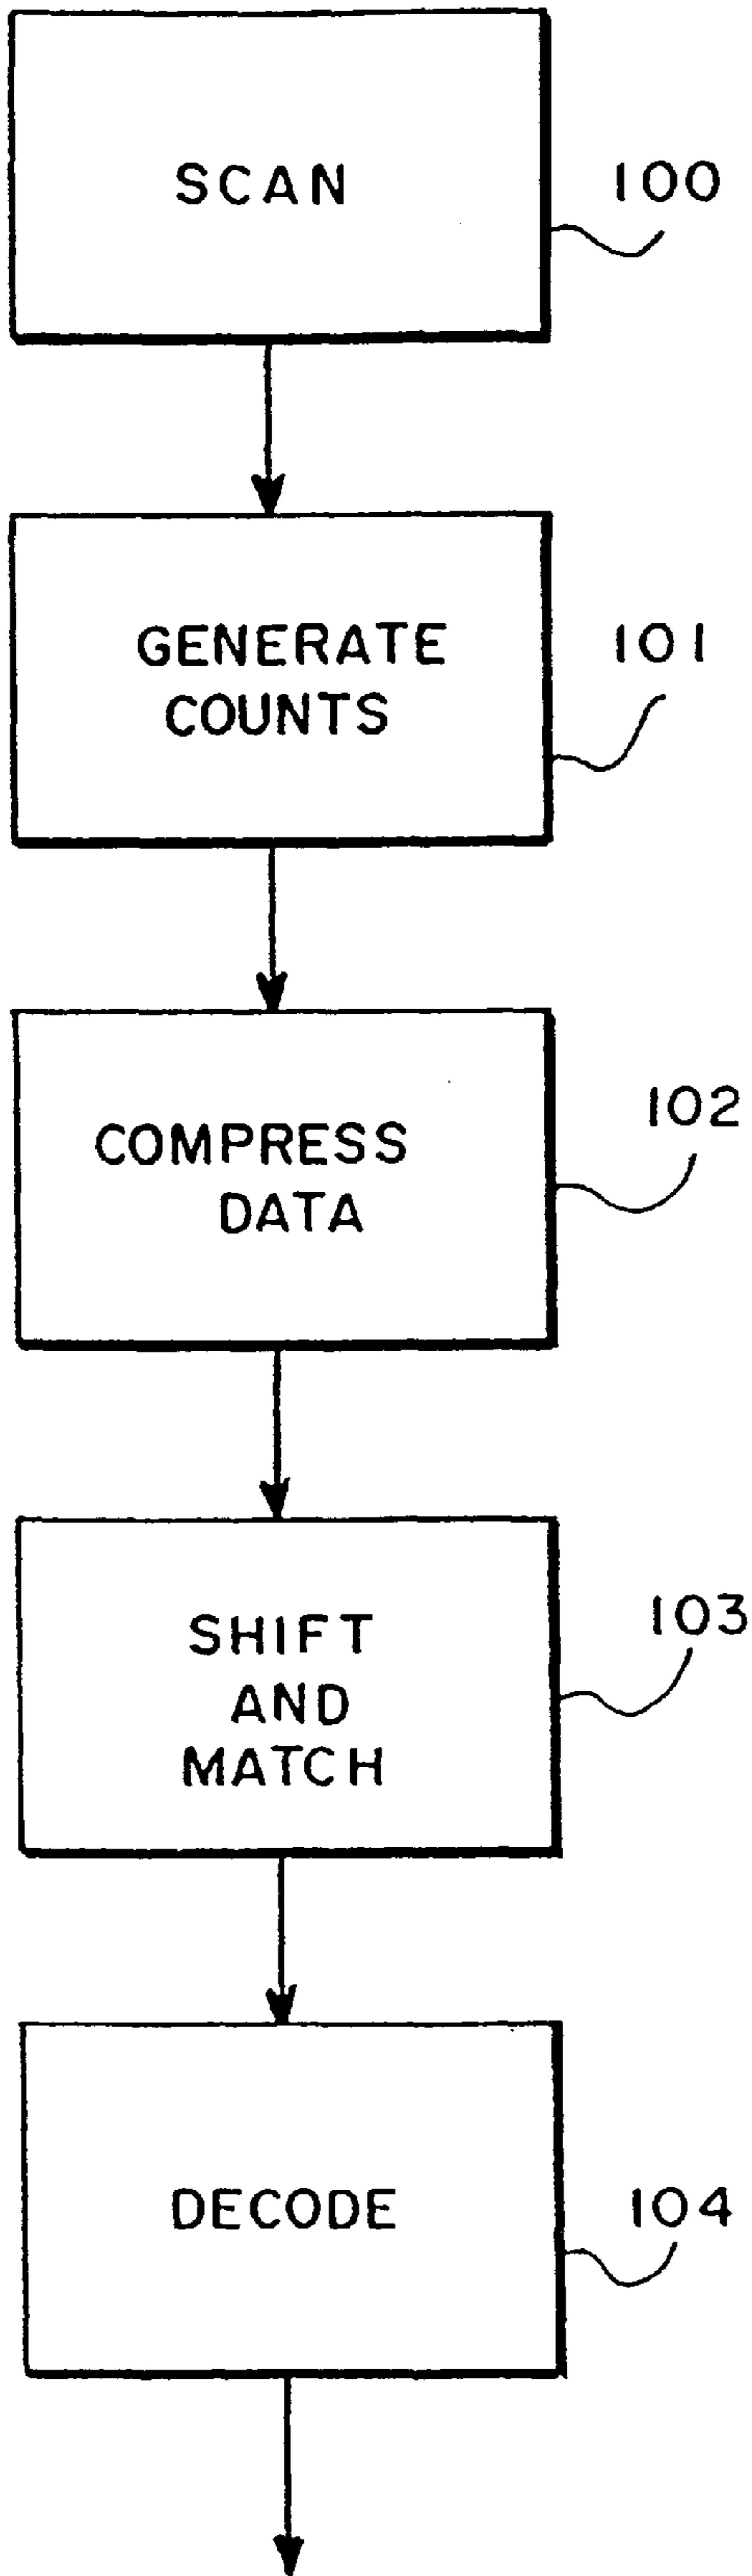 SCAN
100
GENERATE
COUNTS
101
COMPRESS
DATA
102
SHIFT
AND
MATCH
103
DECODE
104